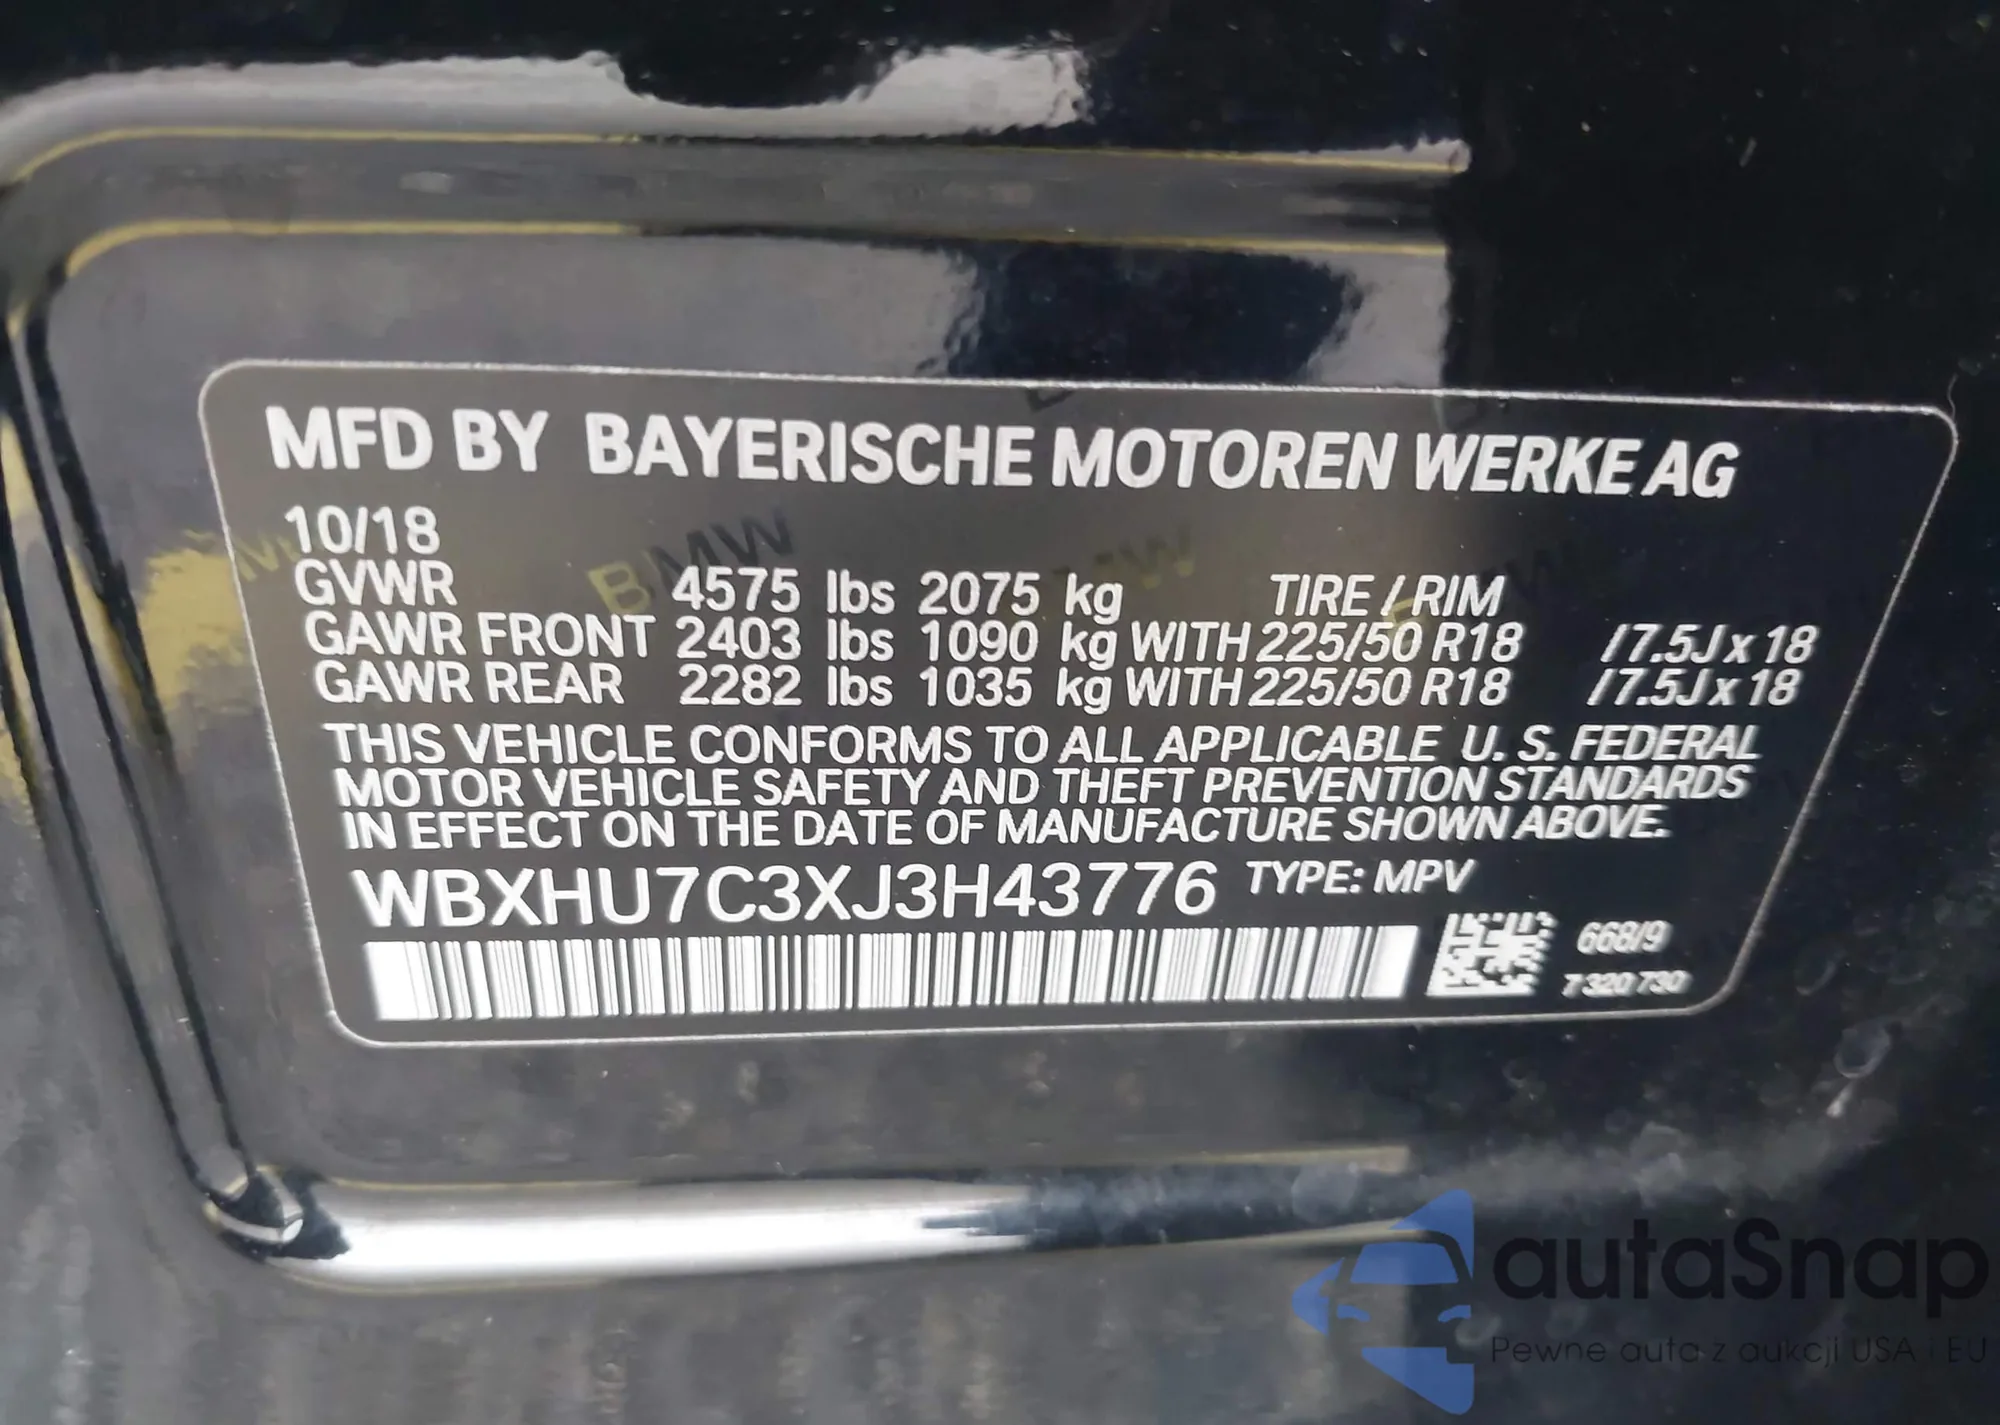 MFD BY BAYERISCHE MOTOREN WERKE AG
10/18
GVWR 4575 lbs 2075 kg TIRE / RIM
GAWR FRONT 2403 lbs 1090 kg WITH 225/50 R18 /7.5J x 18
GAWR REAR 2282 lbs 1035 kg WITH 225/50 R18 /7.5J x 18
THIS VEHICLE CONFORMS TO ALL APPLICABLE U. S. FEDERAL
MOTOR VEHICLE SAFETY AND THEFT PREVENTION STANDARDS
IN EFFECT ON THE DATE OF MANUFACTURE SHOWN ABOVE.
WBXHU7C3XJ3H43776 TYPE: MPV
668/9
7 320 730
BMW
autaSnap
Pewne auta z aukcji USA i EU